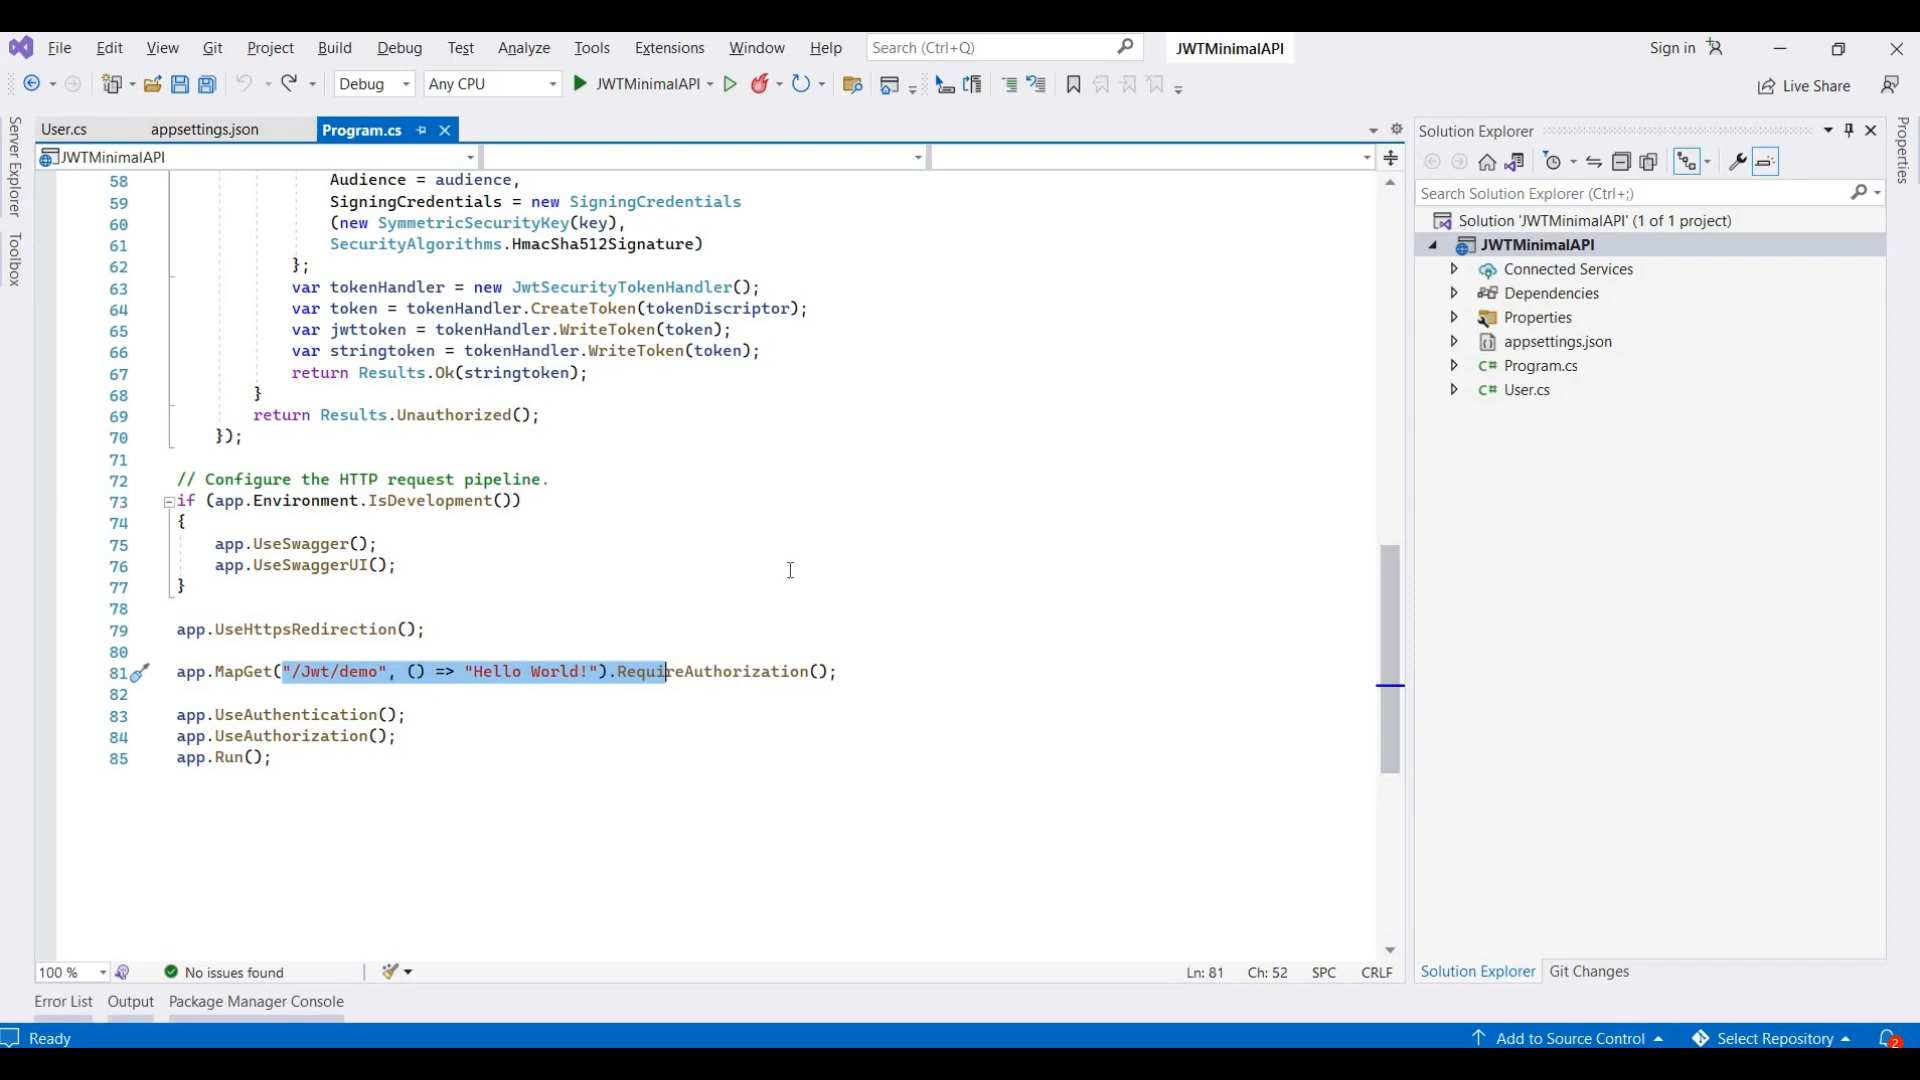 File Edit View Git Project Build Debug Test Analyze Tools Extensions Window Help Search (Ctrl+Q) JWTMinimalAPI Sign in
Debug Any CPU JWTMinimalAPI Live Share
Server Explorer
Toolbox
User.cs appsettings.json Program.cs
JWTMinimalAPI
58 Audience = audience,
59 SigningCredentials = new SigningCredentials
60 (new SymmetricSecurityKey(key),
61 SecurityAlgorithms.HmacSha512Signature)
62 };
63 var tokenHandler = new JwtSecurityTokenHandler();
64 var token = tokenHandler.CreateToken(tokenDiscriptor);
65 var jwttoken = tokenHandler.WriteToken(token);
66 var stringtoken = tokenHandler.WriteToken(token);
67 return Results.Ok(stringtoken);
68 }
69 return Results.Unauthorized();
70 });
71
72 // Configure the HTTP request pipeline.
73 if (app.Environment.IsDevelopment())
74 {
75 app.UseSwagger();
76 app.UseSwaggerUI();
77 }
78
79 app.UseHttpsRedirection();
80
81 app.MapGet("/Jwt/demo", () => "Hello World!").RequireAuthorization();
82
83 app.UseAuthentication();
84 app.UseAuthorization();
85 app.Run();
100 % No issues found Ln: 81 Ch: 52 SPC CRLF
Error List Output Package Manager Console
Solution Explorer
Search Solution Explorer (Ctrl+;)
Solution 'JWTMinimalAPI' (1 of 1 project)
JWTMinimalAPI
Connected Services
Dependencies
Properties
appsettings.json
C# Program.cs
C# User.cs
Solution Explorer Git Changes
Properties
Ready Add to Source Control Select Repository 2